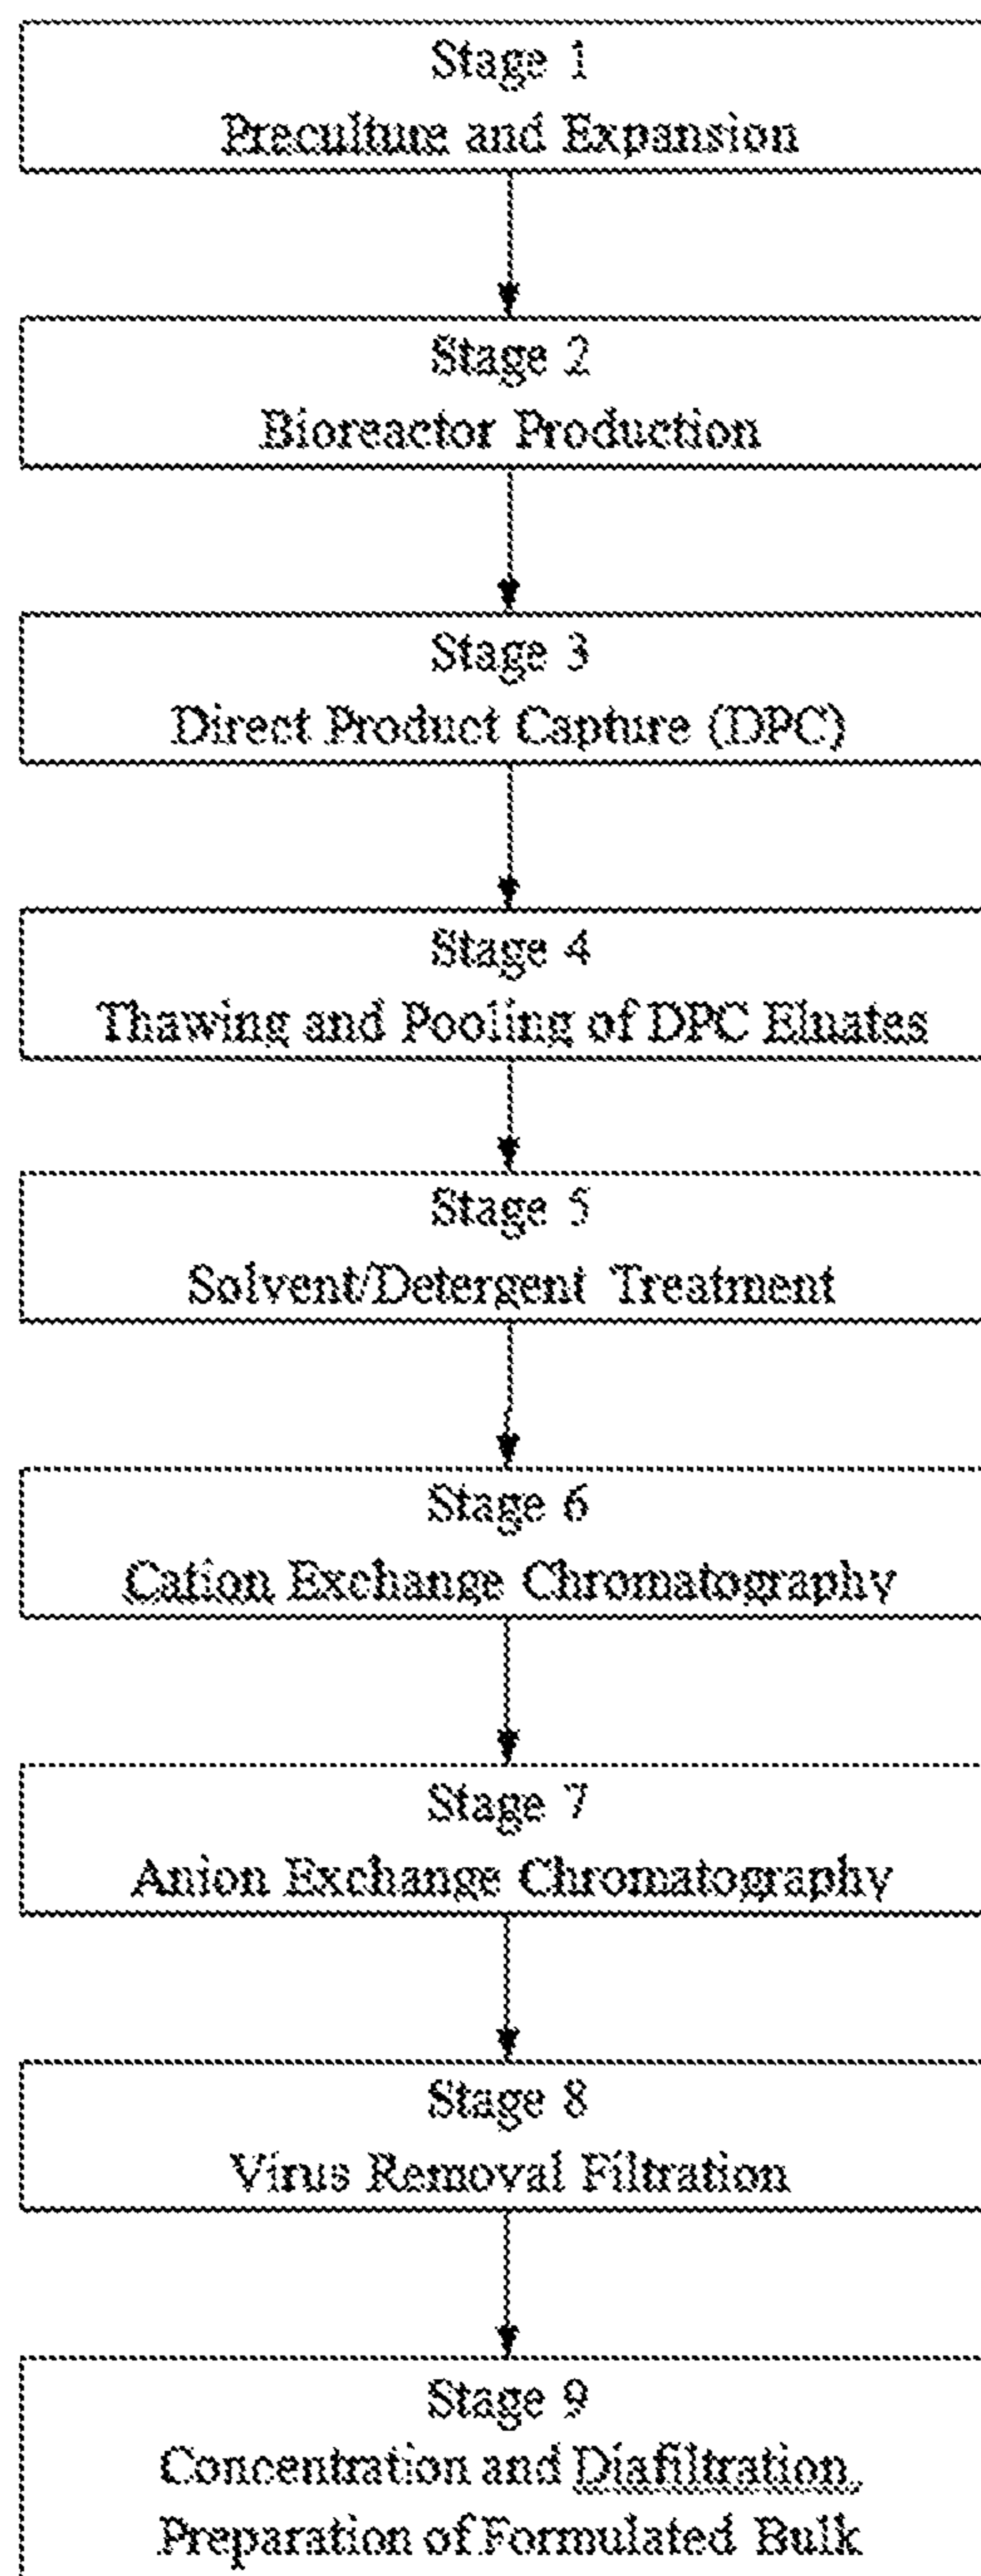 Stage 1
Preculture and Expansion
Stage 2
Bioreactor Production
Stage 3
Direct Product Capture (DPC)
Stage 4
Thawing and Pooling of DPC Eluates
Stage 5
Solvent/Detergent Treatment
Stage 6
Cation Exchange Chromatography
Stage 7
Anion Exchange Chromatography
Stage 8
Virus Removal Filtration
Stage 9
Concentration and Diafiltration,
Preparation of Formulated Bulk